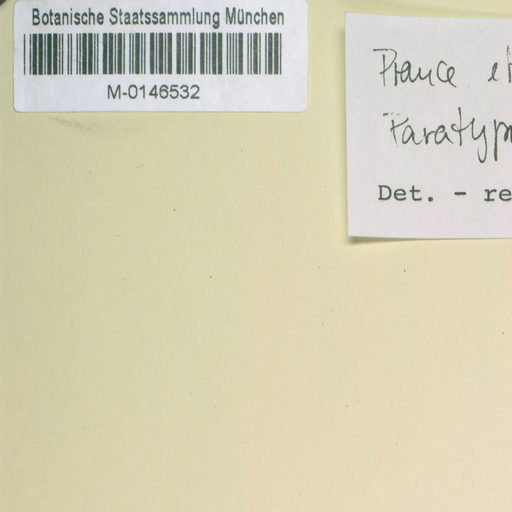 Botanische Staatssammlung München
M-0146532
Prance
Paratyp
Det. - re